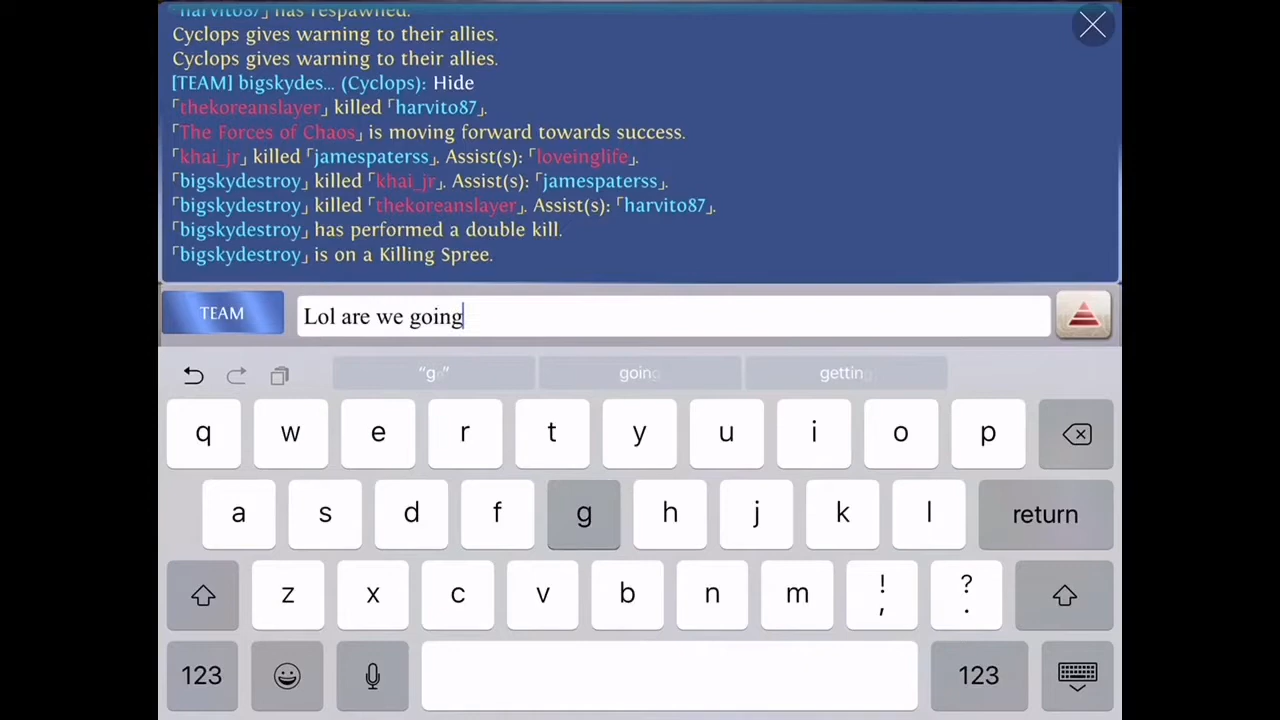 「harvito87」 has respawned.
Cyclops gives warning to their allies.
Cyclops gives warning to their allies.
[TEAM] bigskydes... (Cyclops): Hide
「thekoreanslayer」 killed 「harvito87」.
「The Forces of Chaos」 is moving forward towards success.
「khai_jr」 killed 「jamespaterss」. Assist(s): 「loveinglife」.
「bigskydestroy」 killed 「khai_jr」. Assist(s): 「jamespaterss」.
「bigskydestroy」 killed 「thekoreanslayer」. Assist(s): 「harvito87」.
「bigskydestroy」 has performed a double kill.
「bigskydestroy」 is on a Killing Spree.
TEAM Lol are we going
“g” going getting
q w e r t y u i o p
a s d f g h j k l return
z x c v b n m ! , ? .
123 123